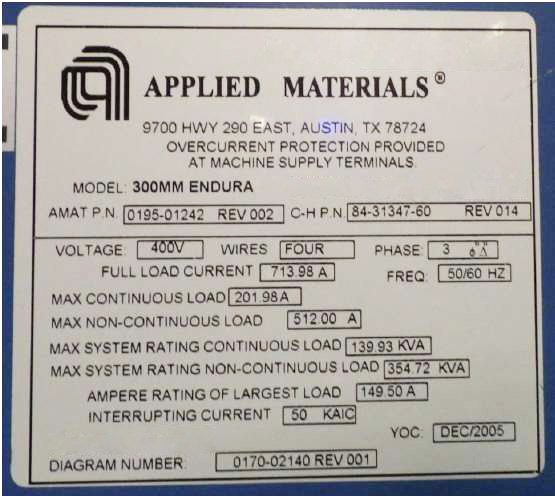 APPLIED MATERIALS®
9700 HWY 290 EAST, AUSTIN, TX 78724
OVERCURRENT PROTECTION PROVIDED
AT MACHINE SUPPLY TERMINALS.
MODEL: 300MM ENDURA
AMAT P.N. 0195-01242 REV 002 C-H P.N. 84-31347-60 REV 014
VOLTAGE: 400V WIRES FOUR PHASE: 3
FULL LOAD CURRENT 713.98 A FREQ: 50/60 HZ
MAX CONTINUOUS LOAD 201.98 A
MAX NON-CONTINUOUS LOAD 512.00 A
MAX SYSTEM RATING CONTINUOUS LOAD 139.93 KVA
MAX SYSTEM RATING NON-CONTINUOUS LOAD 354.72 KVA
AMPERE RATING OF LARGEST LOAD 149.50 A
INTERRUPTING CURRENT 50 KAIC
YOC: DEC/2005
DIAGRAM NUMBER: 0170-02140 REV 001